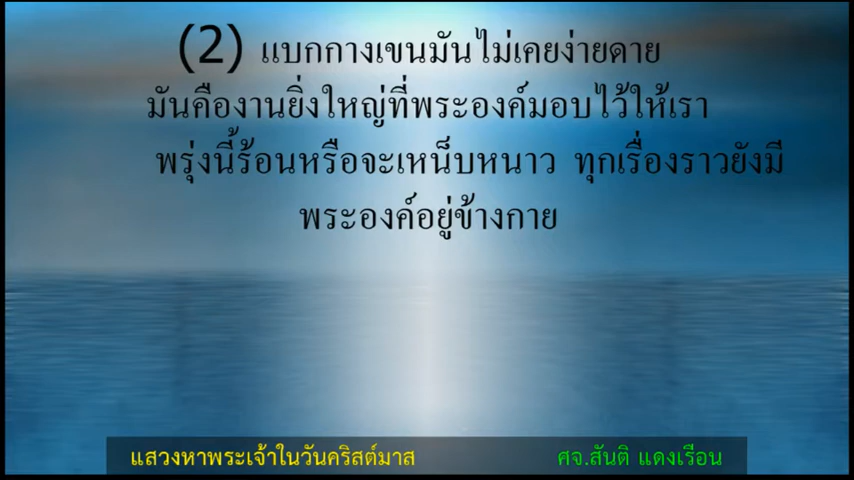 (2) แบกกางเขนมันไม่เคยง่ายดาย
มันคืองานยิ่งใหญ่ที่พระองค์มอบไว้ให้เรา
พรุ่งนี้ร้อนหรือจะเหน็บหนาว ทุกเรื่องราวยังมี
พระองค์อยู่ข้างกาย
แสวงหาพระเจ้าในวันคริสต์มาส ศจ.สันติ แดงเรือน